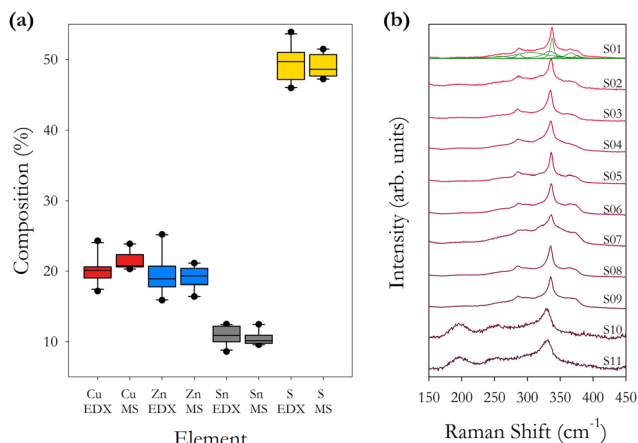 (a)
Composition (%)
50
40
30
20
10
Cu Cu Zn Zn Sn Sn S S
EDX MS EDX MS EDX MS EDX MS
Element
(b)
Intensity (arb. units)
S01
S02
S03
S04
S05
S06
S07
S08
S09
S10
S11
150 200 250 300 350 400 450
Raman Shift (cm⁻¹)